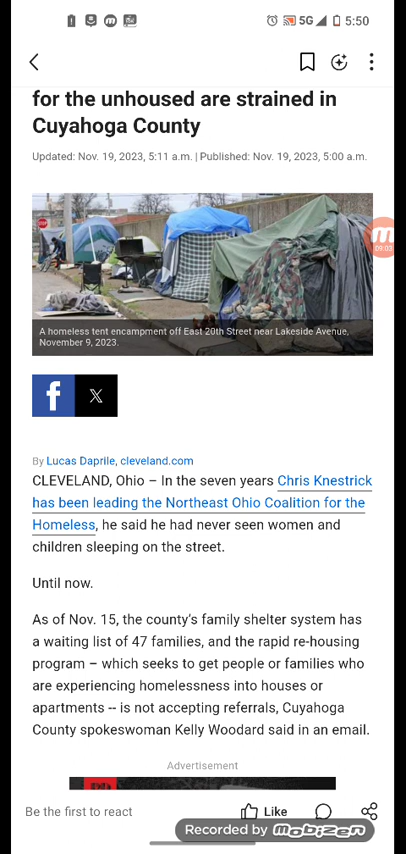 5G 5:50
for the unhoused are strained in
Cuyahoga County
Updated: Nov. 19, 2023, 5:11 a.m. | Published: Nov. 19, 2023, 5:00 a.m.
STOP
09:03
A homeless tent encampment off East 20th Street near Lakeside Avenue,
November 9, 2023.
By Lucas Daprile, cleveland.com
CLEVELAND, Ohio – In the seven years Chris Knestrick
has been leading the Northeast Ohio Coalition for the
Homeless, he said he had never seen women and
children sleeping on the street.
Until now.
As of Nov. 15, the county's family shelter system has
a waiting list of 47 families, and the rapid re-housing
program – which seeks to get people or families who
are experiencing homelessness into houses or
apartments -- is not accepting referrals, Cuyahoga
County spokeswoman Kelly Woodard said in an email.
Advertisement
Be the first to react Like
Recorded by mobizen